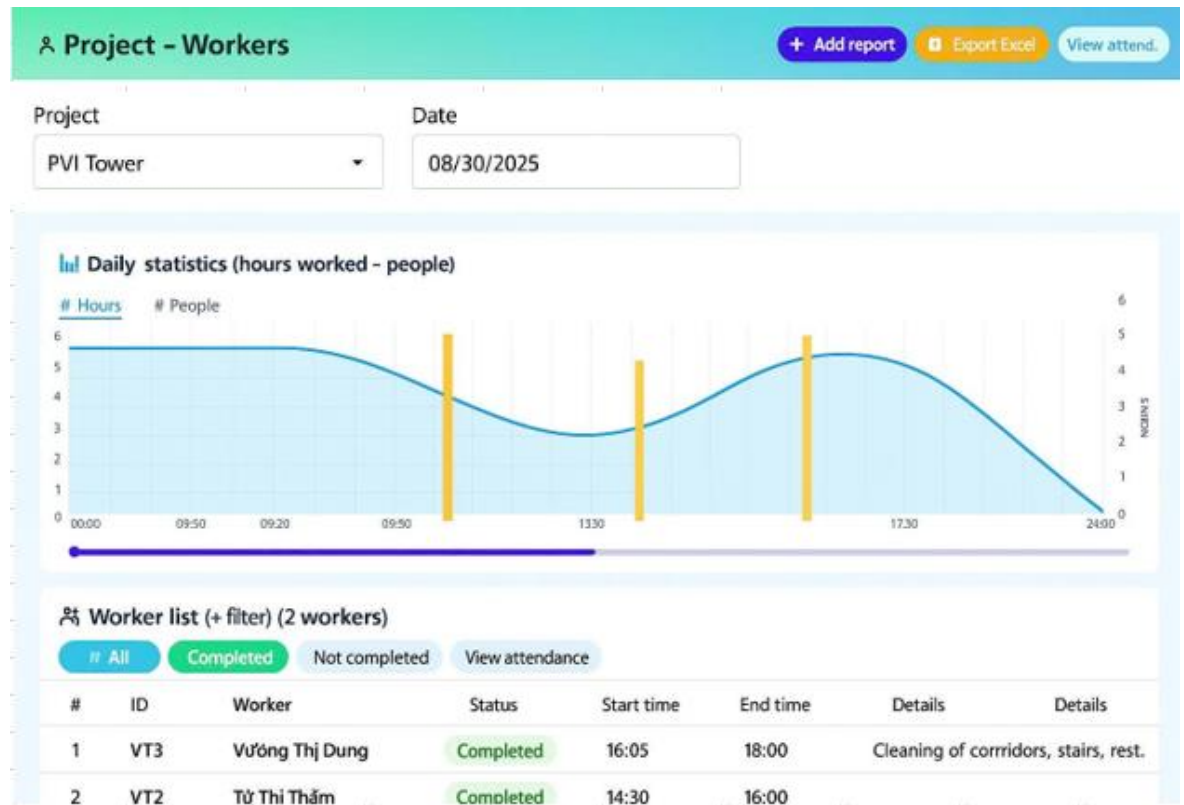 Project – Workers
+ Add report
Export Excel
View attend.
Project
Date
PVI Tower
08/30/2025
Daily statistics (hours worked – people)
# Hours
# People
6
5
4
3
2
1
0
6
5
4
3
2
1
0
00:00 09:50 09:20 09:50 1330 1730 24:00
Worker list (+ filter) (2 workers)
# All
Completed
Not completed
View attendance
# ID Worker Status Start time End time Details Details
1 VT3 Vương Thị Dung Completed 16:05 18:00 Cleaning of corrridors, stairs, rest.
2 VT2 Từ Thị Thắm Completed 14:30 16:00